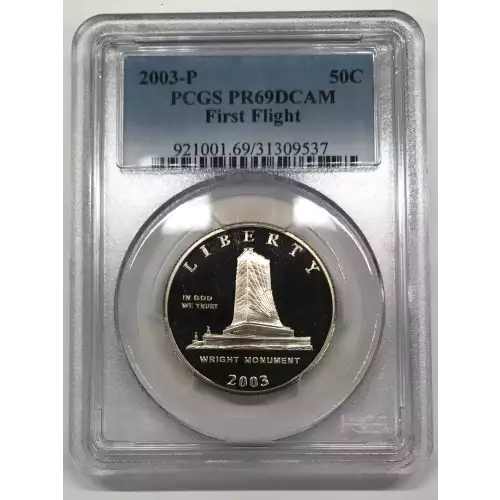 2003-P 50C
PCGS PR69DCAM
First Flight
921001.69/31309537
LIBERTY
IN GOD
WE TRUST
WRIGHT MONUMENT
2003